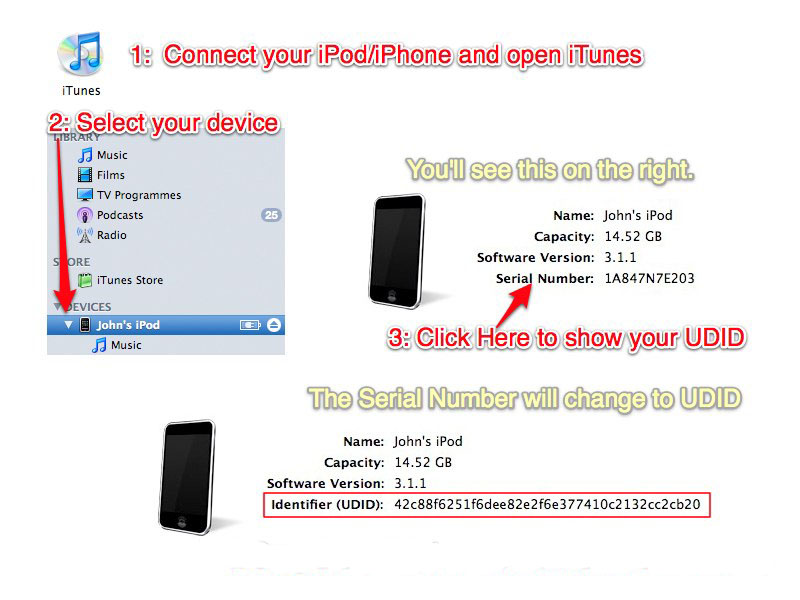 1: Connect your iPod/iPhone and open iTunes
iTunes
2: Select your device
LIBRARY
Music
Films
TV Programmes
Podcasts 25
Radio
STORE
iTunes Store
DEVICES
John's iPod
Music
You'll see this on the right.
Name: John's iPod
Capacity: 14.52 GB
Software Version: 3.1.1
Serial Number: 1A847N7E203
3: Click Here to show your UDID
The Serial Number will change to UDID
Name: John's iPod
Capacity: 14.52 GB
Software Version: 3.1.1
Identifier (UDID): 42c88f6251f6dee82e2f6e377410c2132cc2cb20